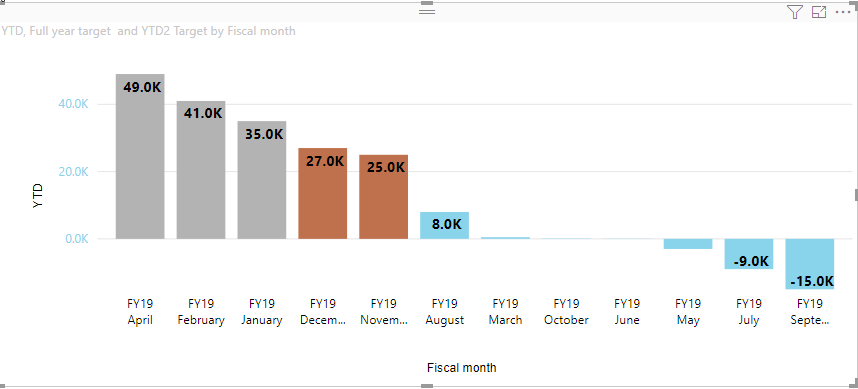 YTD, Full year target  and YTD2 Target by Fiscal month
49.0K
41.0K
35.0K
27.0K
25.0K
8.0K
-9.0K
-15.0K
40.0K
20.0K
0.0K
YTD
FY19 April
FY19 February
FY19 January
FY19 Decem...
FY19 Novem...
FY19 August
FY19 March
FY19 October
FY19 June
FY19 May
FY19 July
FY19 Septe...
Fiscal month